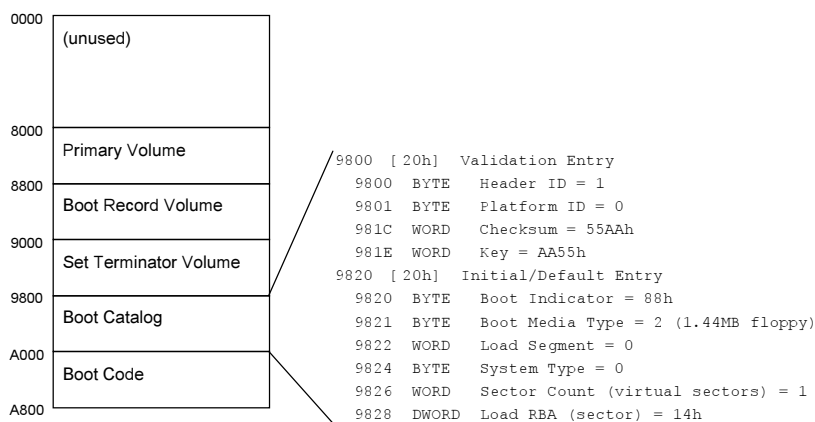 0000
(unused)
8000
Primary Volume
8800
Boot Record Volume
9000
Set Terminator Volume
9800
Boot Catalog
A000
Boot Code
A800
9800 [20h] Validation Entry
9800 BYTE Header ID = 1
9801 BYTE Platform ID = 0
981C WORD Checksum = 55AAh
981E WORD Key = AA55h
9820 [20h] Initial/Default Entry
9820 BYTE Boot Indicator = 88h
9821 BYTE Boot Media Type = 2 (1.44MB floppy)
9822 WORD Load Segment = 0
9824 BYTE System Type = 0
9826 WORD Sector Count (virtual sectors) = 1
9828 DWORD Load RBA (sector) = 14h